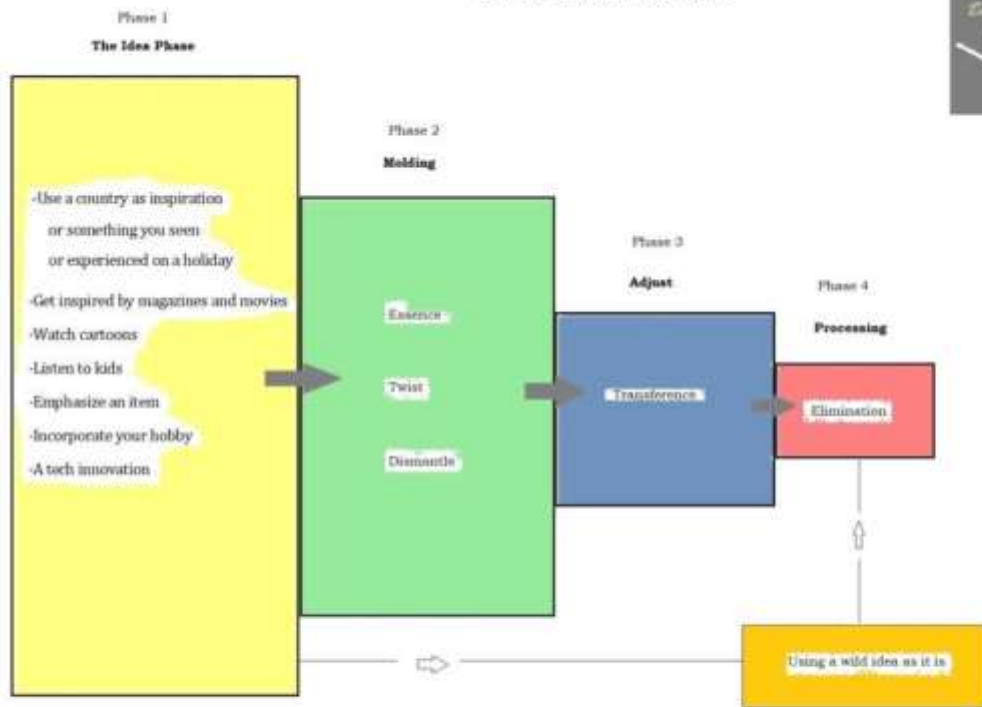 Phase 1
The Idea Phase
-Use a country as inspiration
or something you seen
or experienced on a holiday
-Get inspired by magazines and movies
-Watch cartoons
-Listen to kids
-Emphasize an item
-Incorporate your hobby
-A tech innovation
Phase 2
Molding
Essence
Twist
Dismantle
Phase 3
Adjust
Transference
Phase 4
Processing
Elimination
Using a wild idea as it is